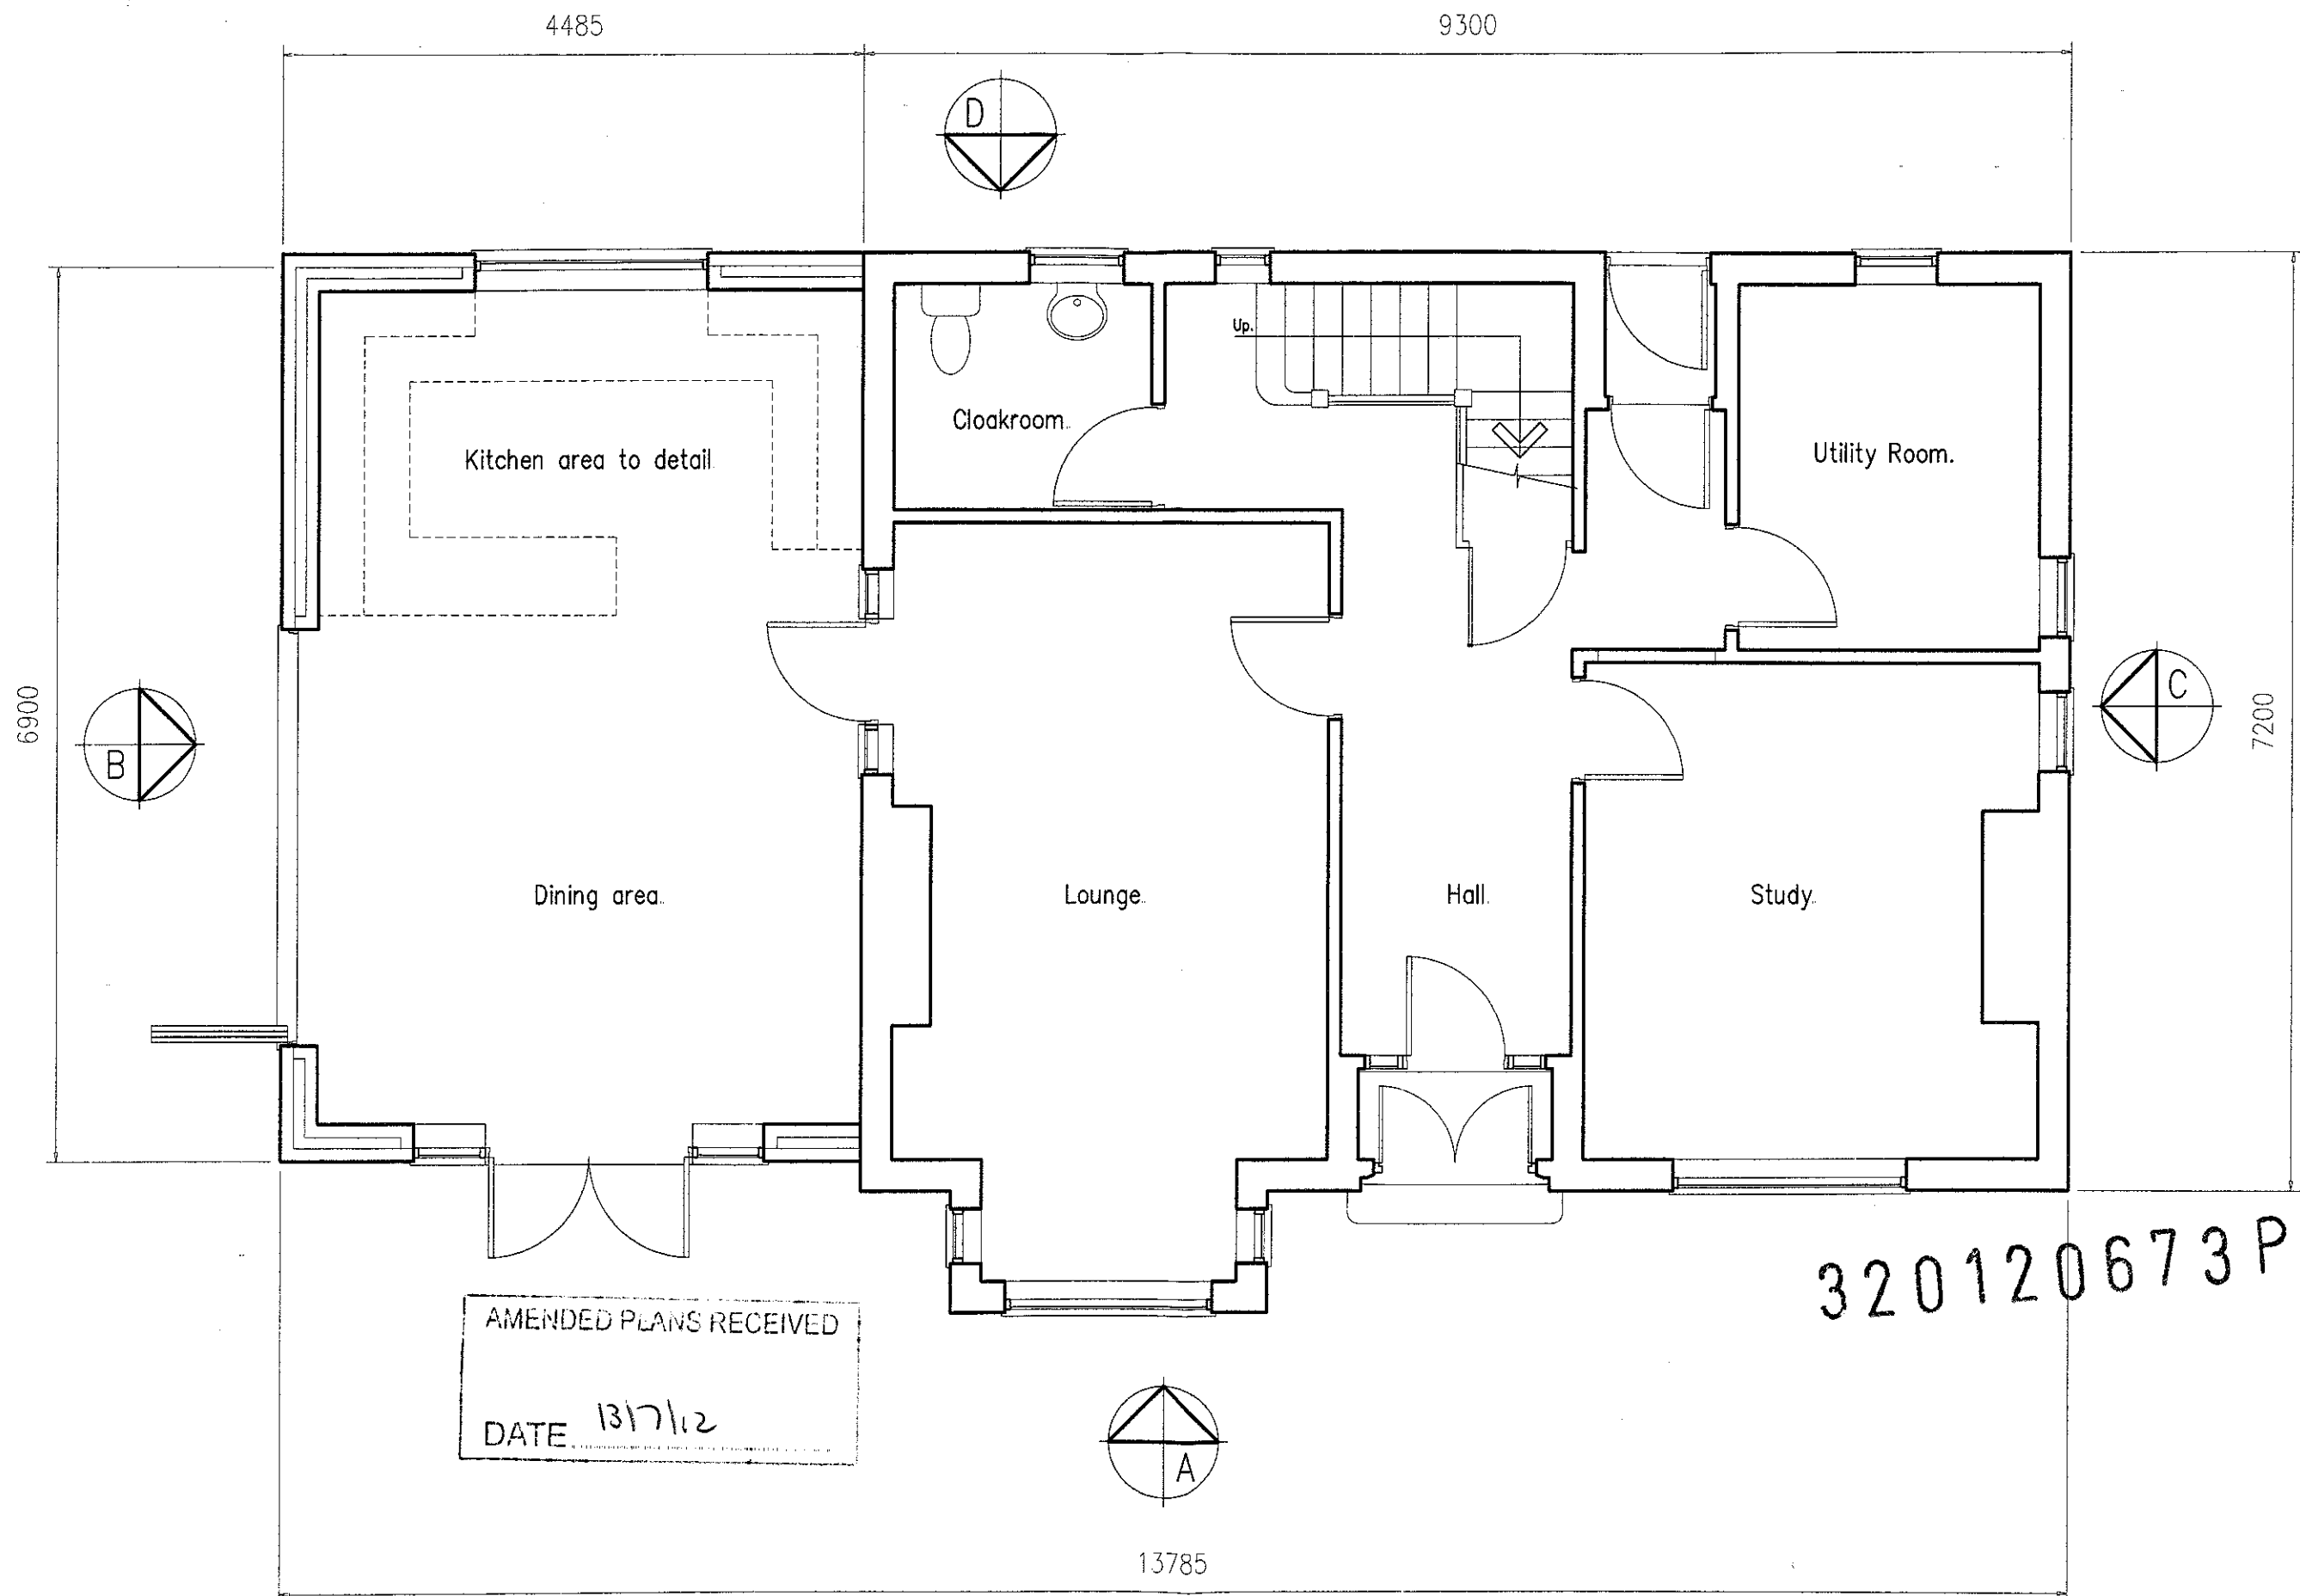 4485
9300
D
Up.
Cloakroom.
Kitchen area to detail
Utility Room.
6900
B
C
7200
Dining area.
Lounge.
Hall.
Study.
320120673P
AMENDED PLANS RECEIVED
DATE 13/7/12
A
13785